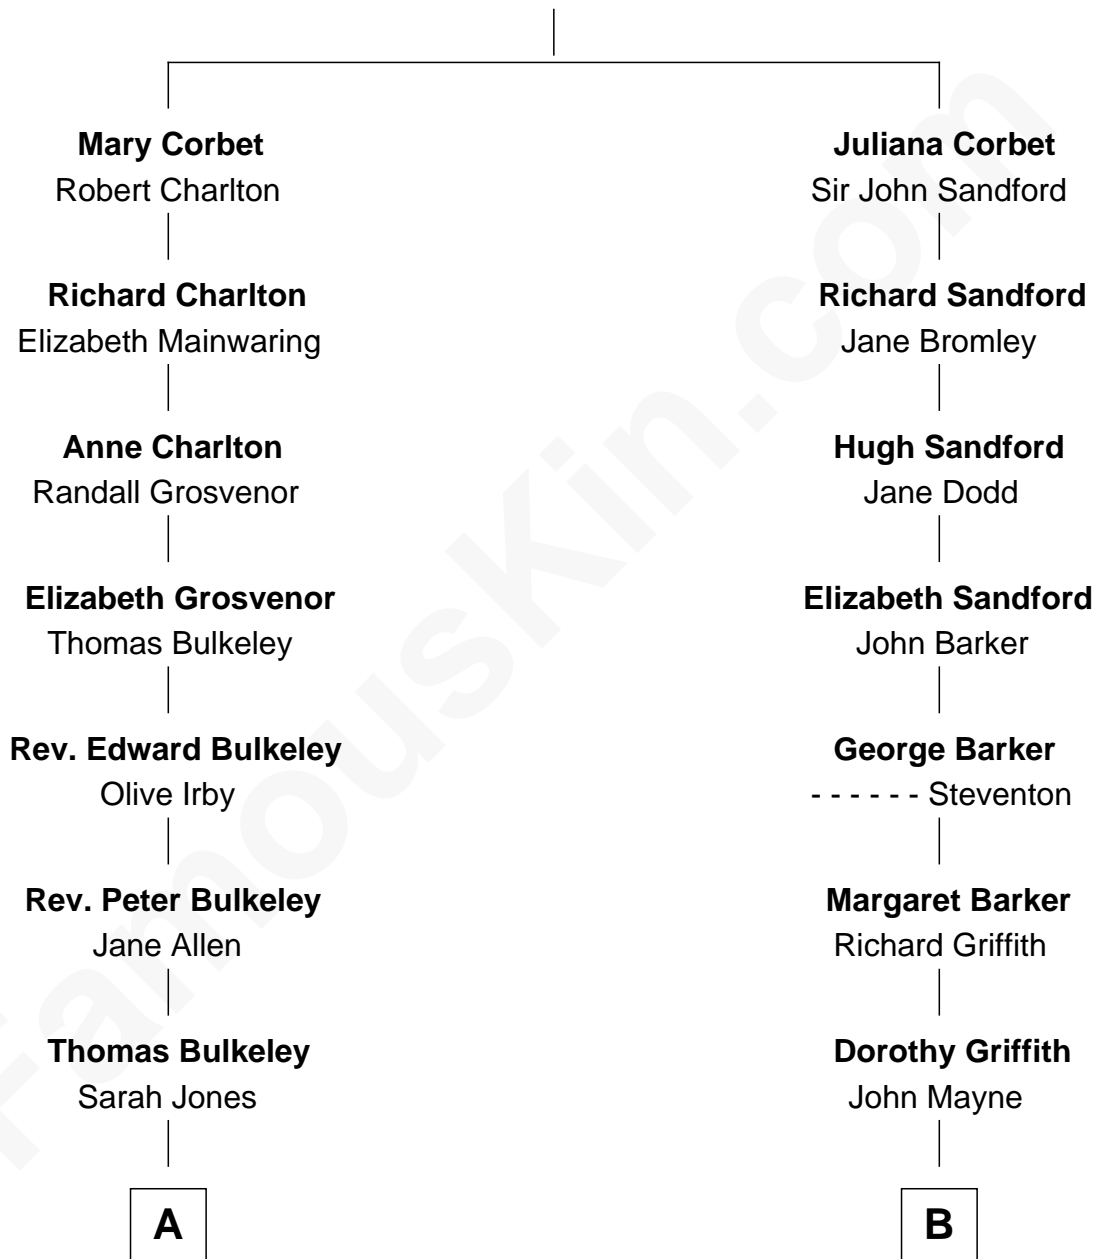 Mary Corbet
Robert Charlton
Richard Charlton
Elizabeth Mainwaring
Anne Charlton
Randall Grosvenor
Elizabeth Grosvenor
Thomas Bulkeley
Rev. Edward Bulkeley
Olive Irby
Rev. Peter Bulkeley
Jane Allen
Thomas Bulkeley
Sarah Jones
A
Juliana Corbet
Sir John Sandford
Richard Sandford
Jane Bromley
Hugh Sandford
Jane Dodd
Elizabeth Sandford
John Barker
George Barker
- - - - - - Steventon
Margaret Barker
Richard Griffith
Dorothy Griffith
John Mayne
B
FamousKin.com